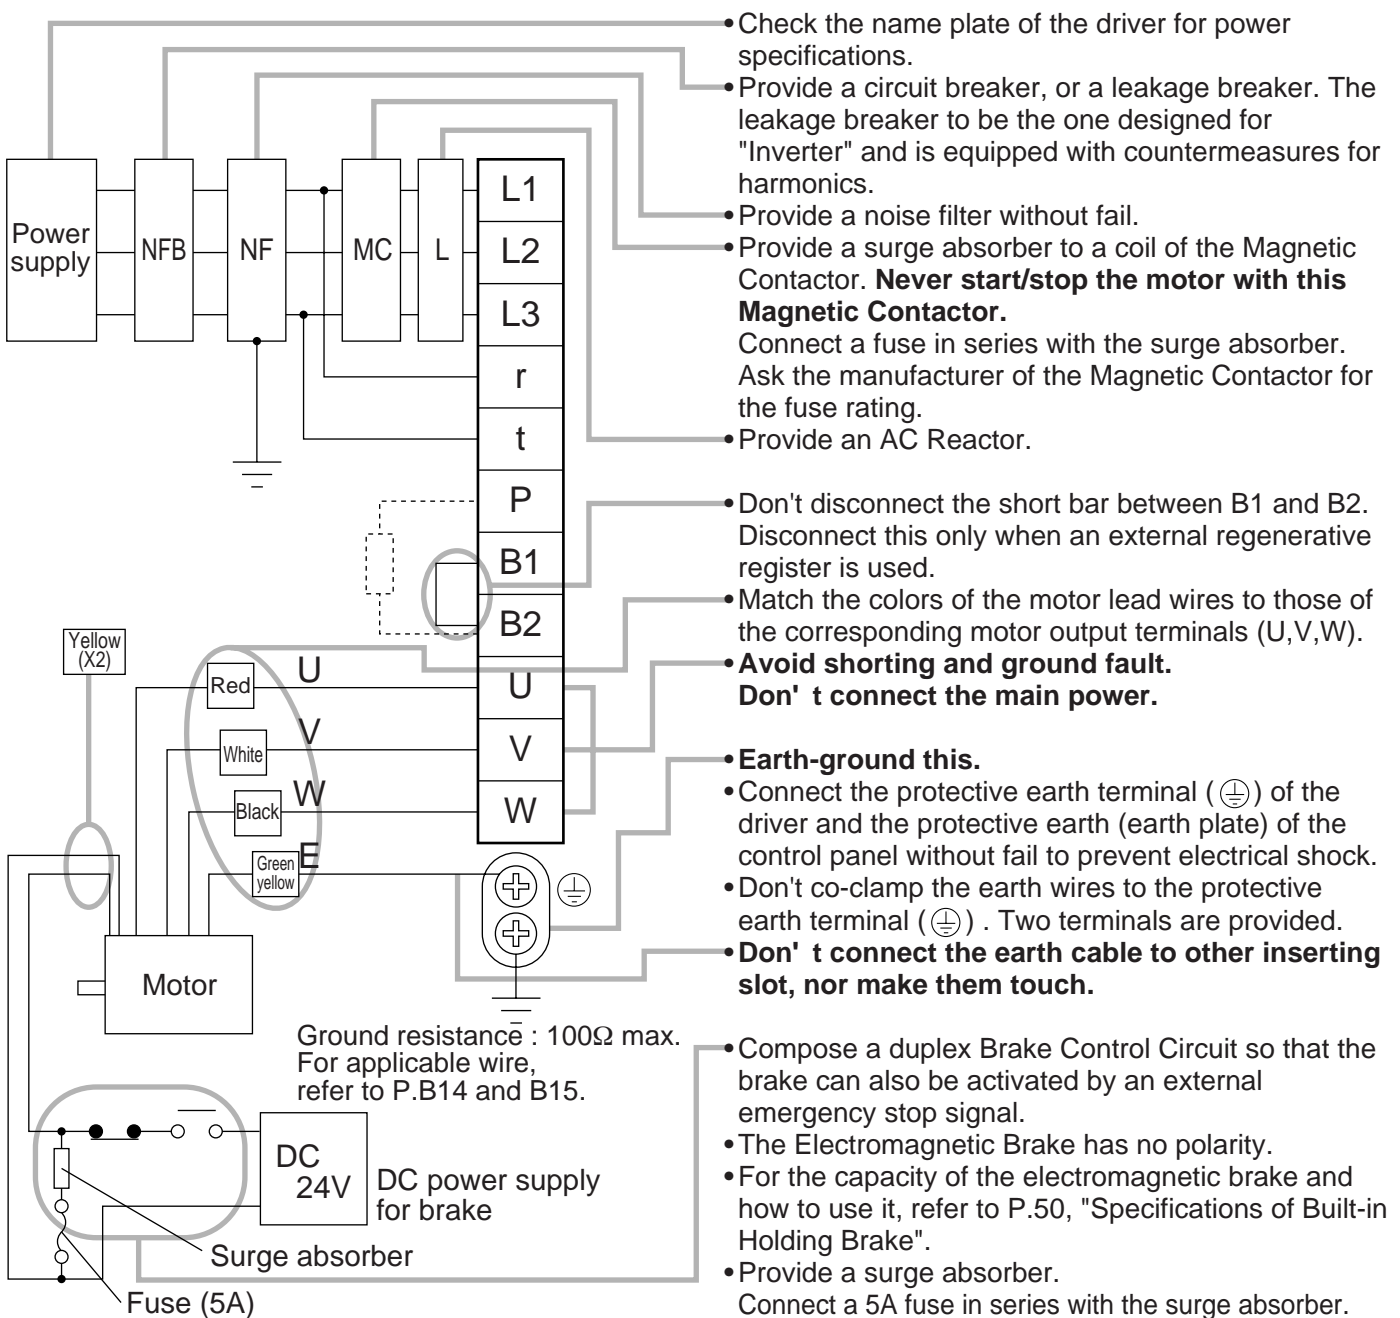 •Check the name plate of the driver for power
specifications.
•Provide a circuit breaker, or a leakage breaker. The
leakage breaker to be the one designed for
"Inverter" and is equipped with countermeasures for
harmonics.
•Provide a noise filter without fail.
•Provide a surge absorber to a coil of the Magnetic
Contactor. Never start/stop the motor with this
Magnetic Contactor.
Connect a fuse in series with the surge absorber.
Ask the manufacturer of the Magnetic Contactor for
the fuse rating.
•Provide an AC Reactor.
•Don't disconnect the short bar between B1 and B2.
Disconnect this only when an external regenerative
register is used.
•Match the colors of the motor lead wires to those of
the corresponding motor output terminals (U,V,W).
•Avoid shorting and ground fault.
Don' t connect the main power.
•Earth-ground this.
•Connect the protective earth terminal ( ⏚ ) of the
driver and the protective earth (earth plate) of the
control panel without fail to prevent electrical shock.
•Don't co-clamp the earth wires to the protective
earth terminal ( ⏚ ) . Two terminals are provided.
•Don' t connect the earth cable to other inserting
slot, nor make them touch.
•Compose a duplex Brake Control Circuit so that the
brake can also be activated by an external
emergency stop signal.
•The Electromagnetic Brake has no polarity.
•For the capacity of the electromagnetic brake and
how to use it, refer to P.50, "Specifications of Built-in
Holding Brake".
•Provide a surge absorber.
Connect a 5A fuse in series with the surge absorber.
Power
supply
NFB
NF
MC
L
L1
L2
L3
r
t
P
B1
B2
U
V
W
Yellow
(X2)
Red
U
White
V
Black
W
Green
yellow
E
Motor
Ground resistance : 100Ω max.
For applicable wire,
refer to P.B14 and B15.
DC
24V
DC power supply
for brake
Surge absorber
Fuse (5A)